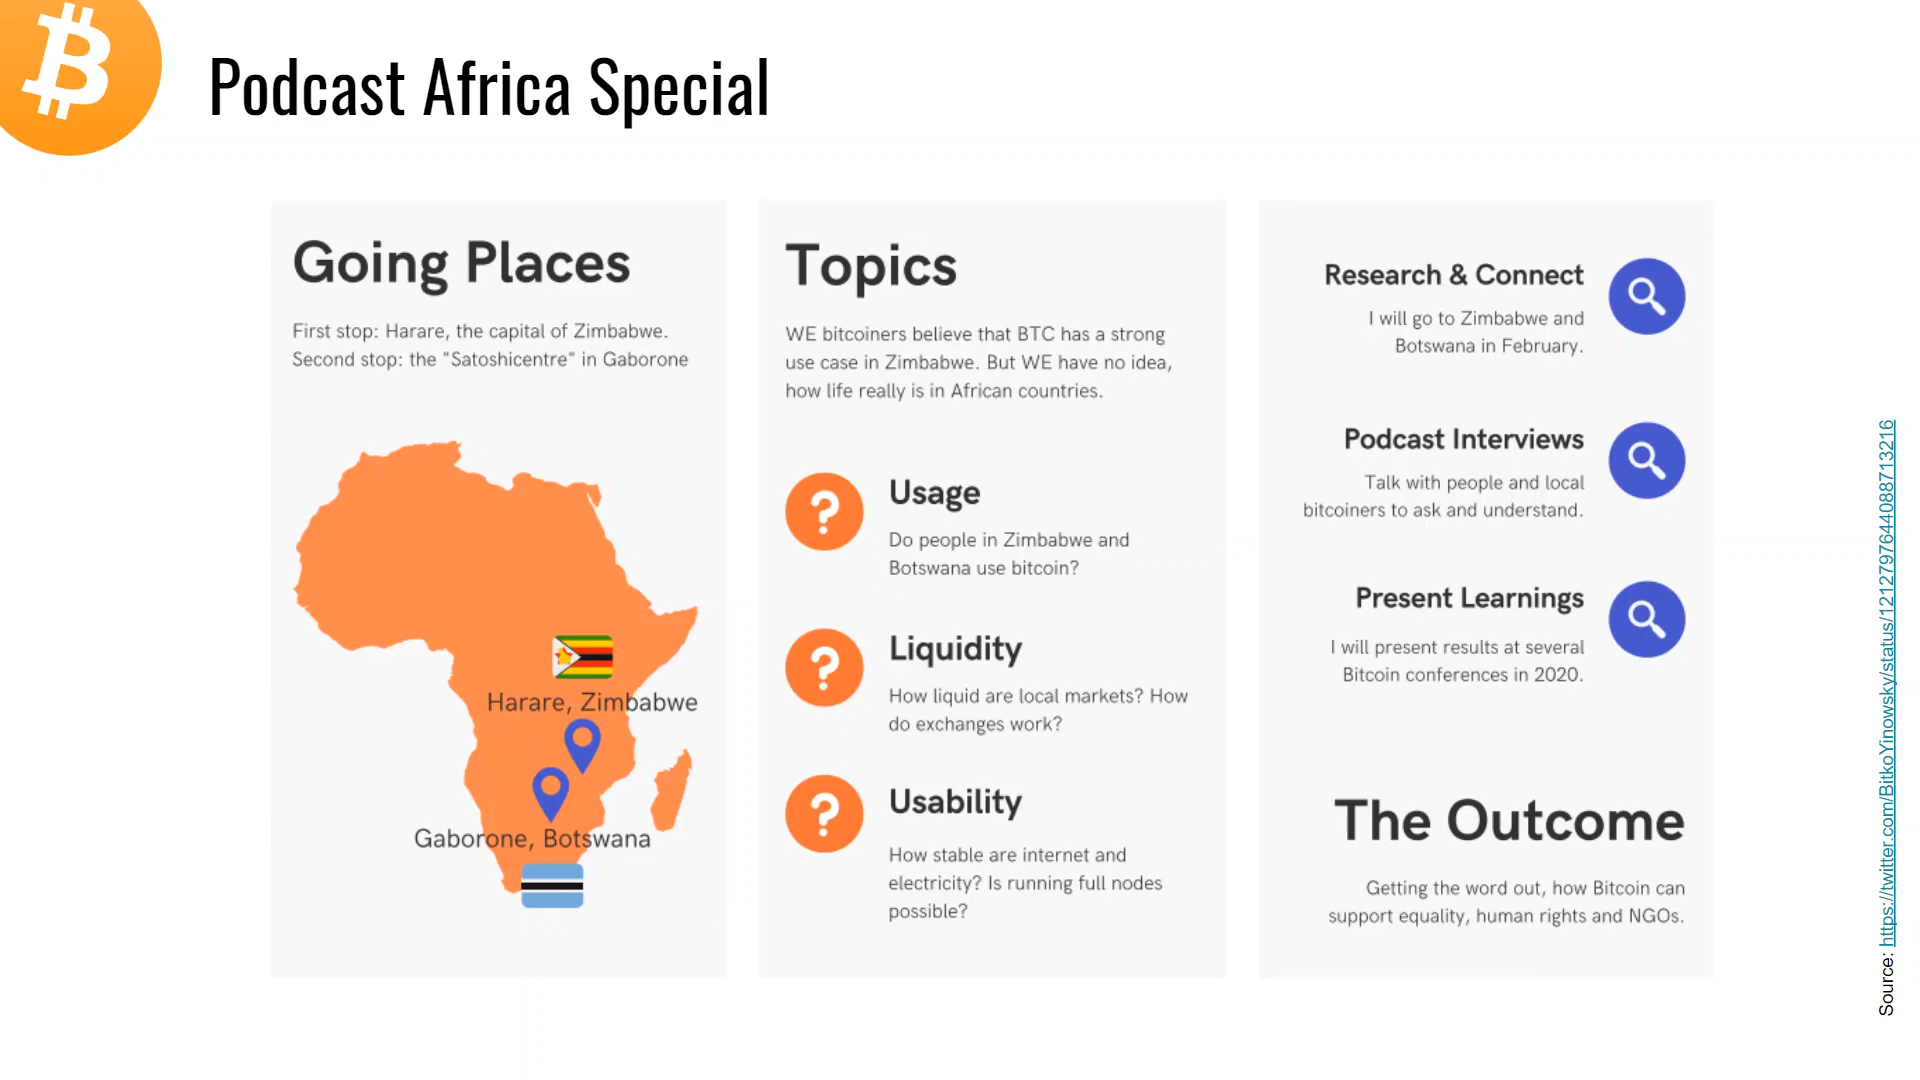 Podcast Africa Special
Going Places
First stop: Harare, the capital of Zimbabwe.
Second stop: the "Satoshicentre" in Gaborone
Harare, Zimbabwe
Gaborone, Botswana
Topics
WE bitcoiners believe that BTC has a strong
use case in Zimbabwe. But WE have no idea,
how life really is in African countries.
Usage
Do people in Zimbabwe and
Botswana use bitcoin?
Liquidity
How liquid are local markets? How
do exchanges work?
Usability
How stable are internet and
electricity? Is running full nodes
possible?
Research & Connect
I will go to Zimbabwe and
Botswana in February.
Podcast Interviews
Talk with people and local
bitcoiners to ask and understand.
Present Learnings
I will present results at several
Bitcoin conferences in 2020.
The Outcome
Getting the word out, how Bitcoin can
support equality, human rights and NGOs.
Source: https://twitter.com/BitkoYinowsky/status/1212797644088713216